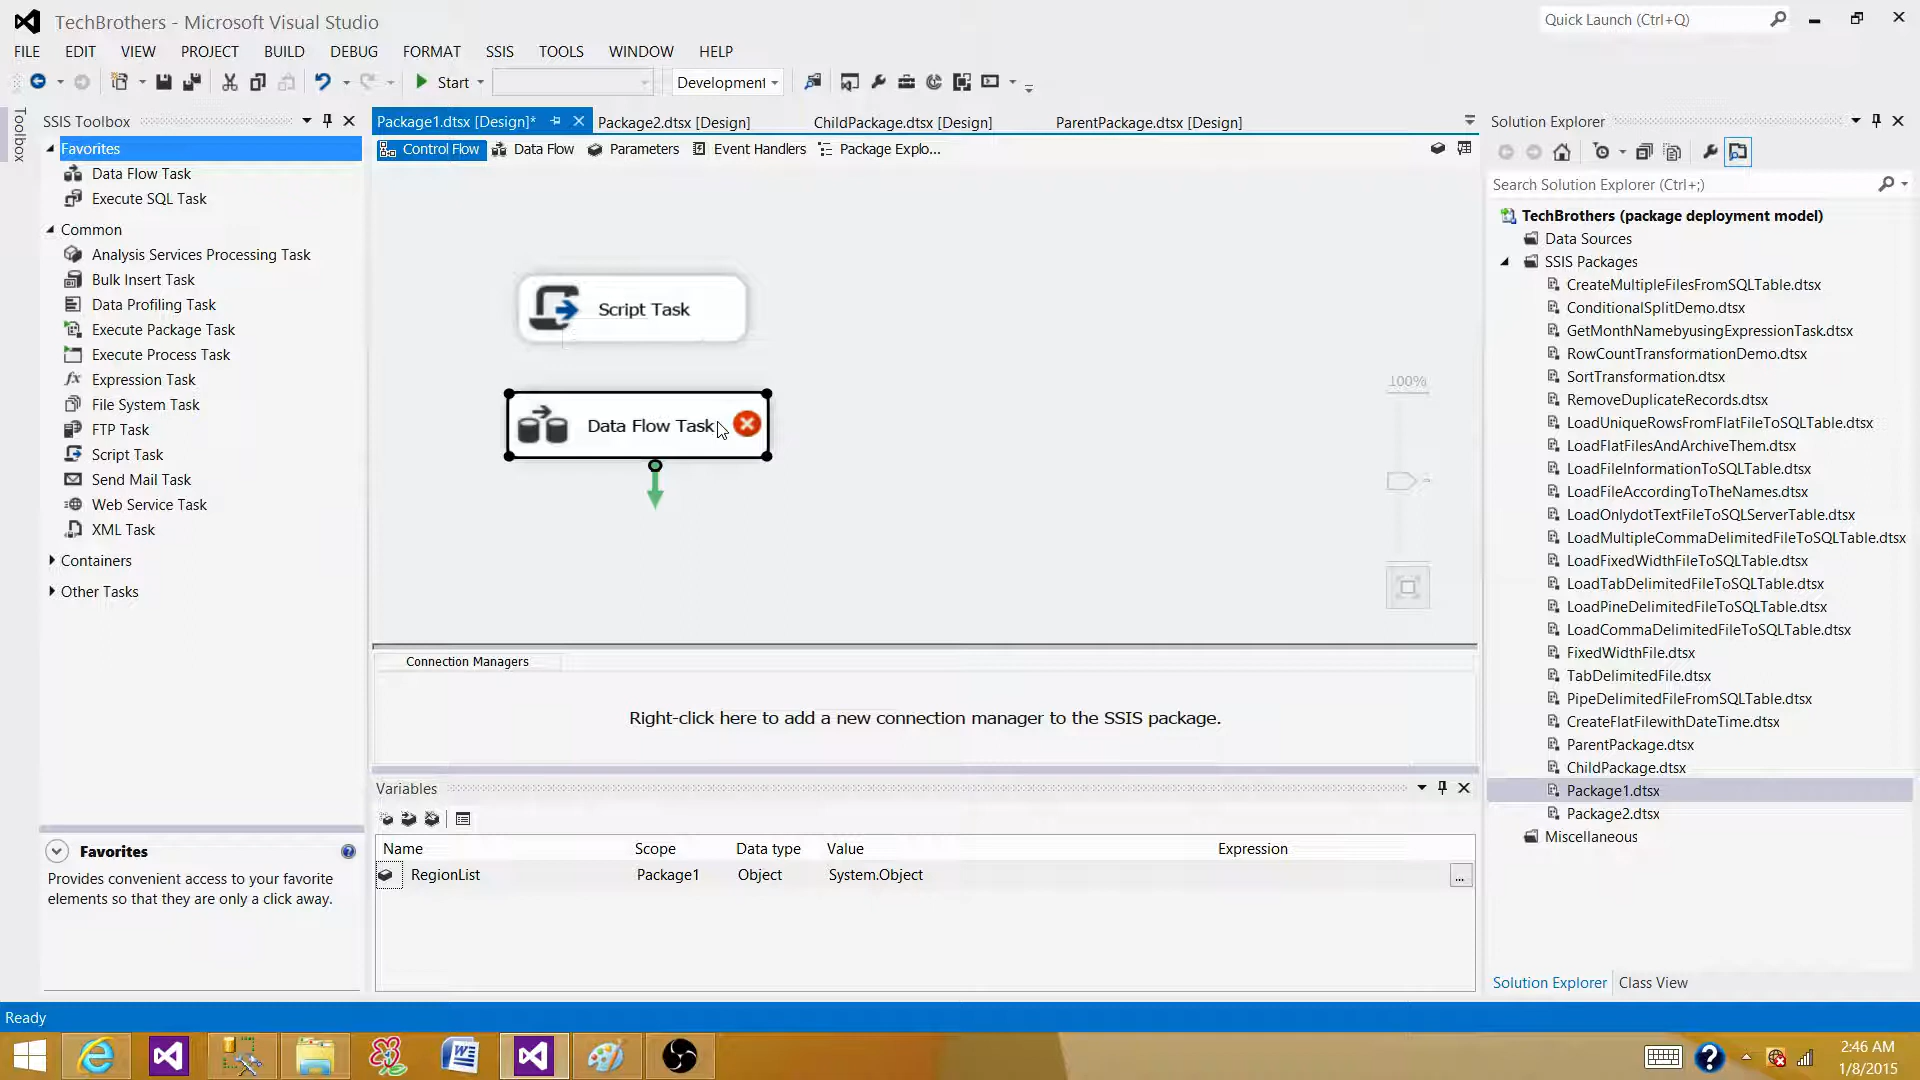 TechBrothers - Microsoft Visual Studio
Quick Launch (Ctrl+Q)
FILE EDIT VIEW PROJECT BUILD DEBUG FORMAT SSIS TOOLS WINDOW HELP
Start Development
Toolbox
SSIS Toolbox
Favorites
Data Flow Task
Execute SQL Task
Common
Analysis Services Processing Task
Bulk Insert Task
Data Profiling Task
Execute Package Task
Execute Process Task
Expression Task
File System Task
FTP Task
Script Task
Send Mail Task
Web Service Task
XML Task
Containers
Other Tasks
Favorites
Provides convenient access to your favorite
elements so that they are only a click away.
Package1.dtsx [Design]* Package2.dtsx [Design] ChildPackage.dtsx [Design] ParentPackage.dtsx [Design]
Control Flow Data Flow Parameters Event Handlers Package Explo...
Script Task
Data Flow Task
100%
Connection Managers
Right-click here to add a new connection manager to the SSIS package.
Variables
Name Scope Data type Value Expression
RegionList Package1 Object System.Object ...
Solution Explorer
Search Solution Explorer (Ctrl+;)
TechBrothers (package deployment model)
Data Sources
SSIS Packages
CreateMultipleFilesFromSQLTable.dtsx
ConditionalSplitDemo.dtsx
GetMonthNamebyusingExpressionTask.dtsx
RowCountTransformationDemo.dtsx
SortTransformation.dtsx
RemoveDuplicateRecords.dtsx
LoadUniqueRowsFromFlatFileToSQLTable.dtsx
LoadFlatFilesAndArchiveThem.dtsx
LoadFileInformationToSQLTable.dtsx
LoadFileAccordingToTheNames.dtsx
LoadOnlydotTextFileToSQLServerTable.dtsx
LoadMultipleCommaDelimitedFileToSQLTable.dtsx
LoadFixedWidthFileToSQLTable.dtsx
LoadTabDelimitedFileToSQLTable.dtsx
LoadPineDelimitedFileToSQLTable.dtsx
LoadCommaDelimitedFileToSQLTable.dtsx
FixedWidthFile.dtsx
TabDelimitedFile.dtsx
PipeDelimitedFileFromSQLTable.dtsx
CreateFlatFilewithDateTime.dtsx
ParentPackage.dtsx
ChildPackage.dtsx
Package1.dtsx
Package2.dtsx
Miscellaneous
Solution Explorer Class View
Ready
2:46 AM
1/8/2015